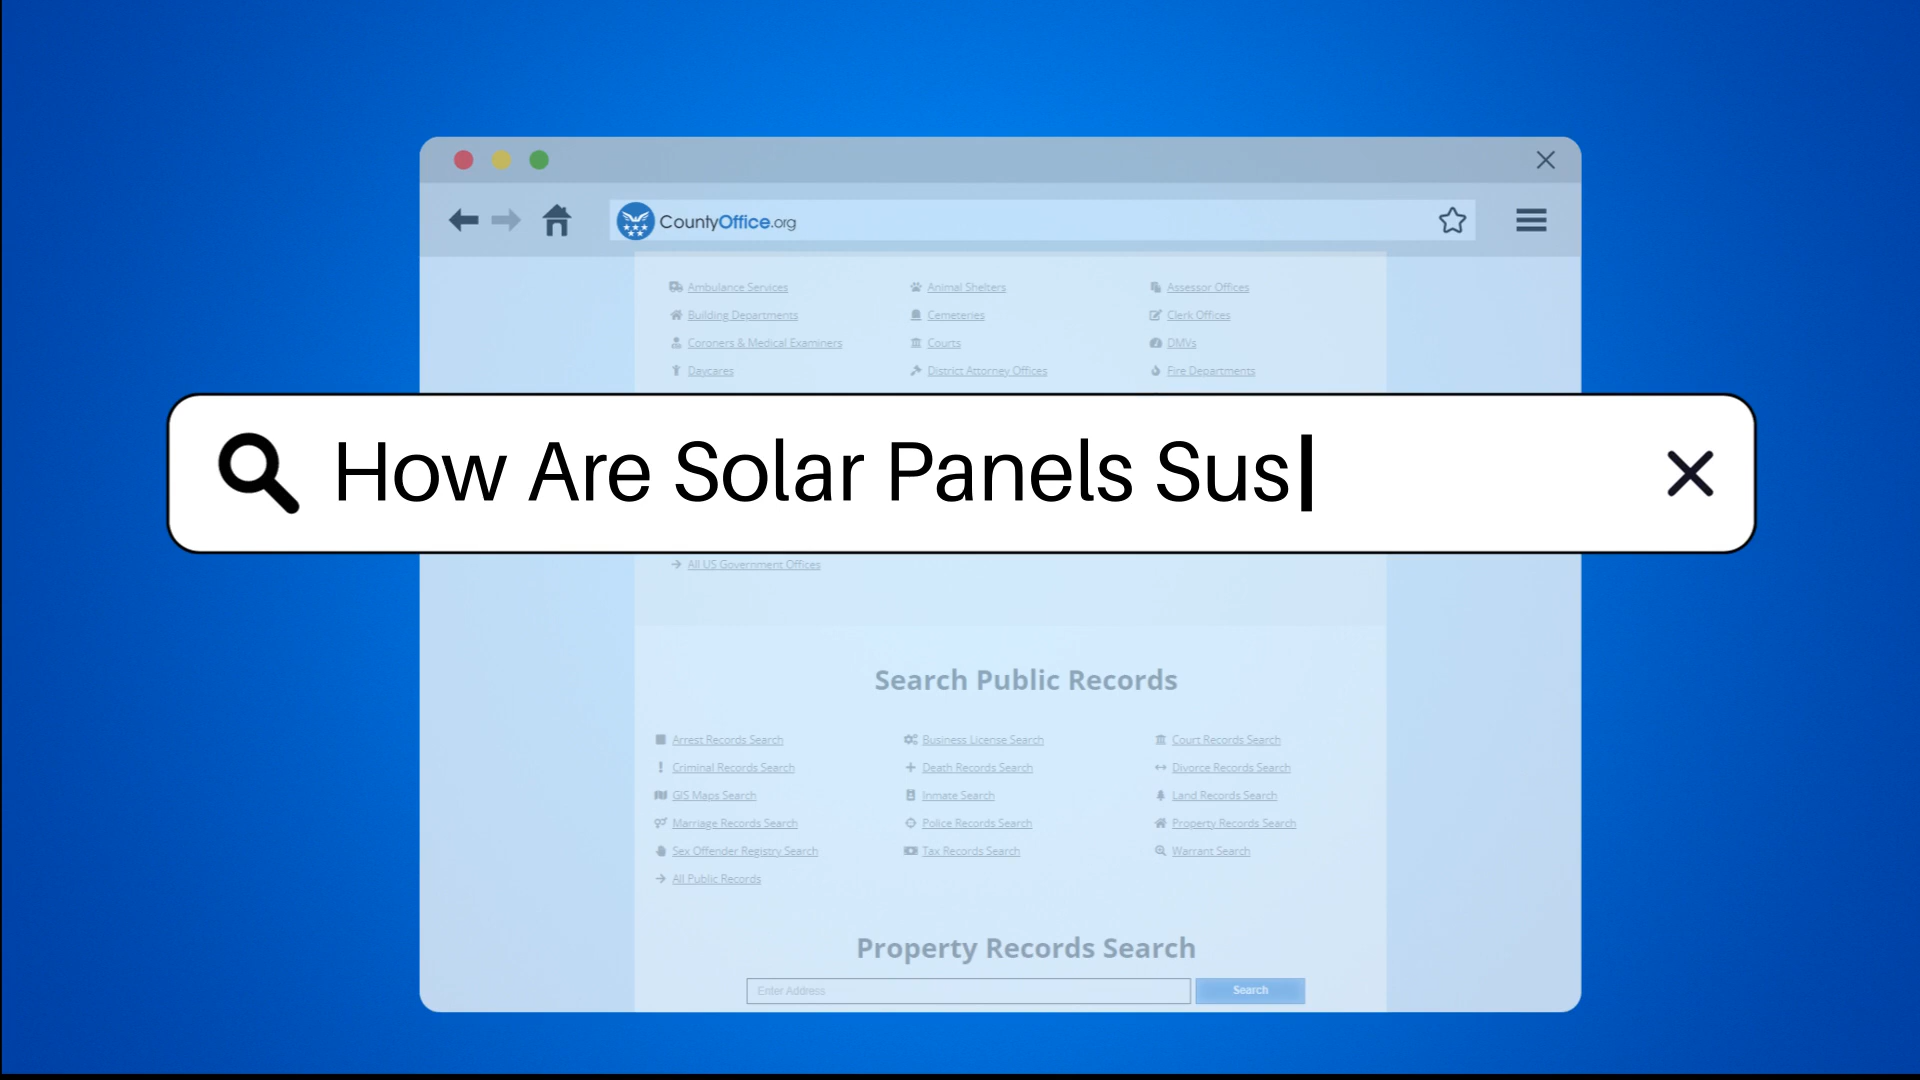 CountyOffice.org
Ambulance Services Animal Shelters Assessor Offices
Building Departments Cemeteries Clerk Offices
Coroners & Medical Examiners Courts DMVs
Daycares District Attorney Offices Fire Departments
How Are Solar Panels Sus
All US Government Offices
Search Public Records
Arrest Records Search Business License Search Court Records Search
Criminal Records Search Death Records Search Divorce Records Search
GIS Maps Search Inmate Search Land Records Search
Marriage Records Search Police Records Search Property Records Search
Sex Offender Registry Search Tax Records Search Warrant Search
All Public Records
Property Records Search
Enter Address Search